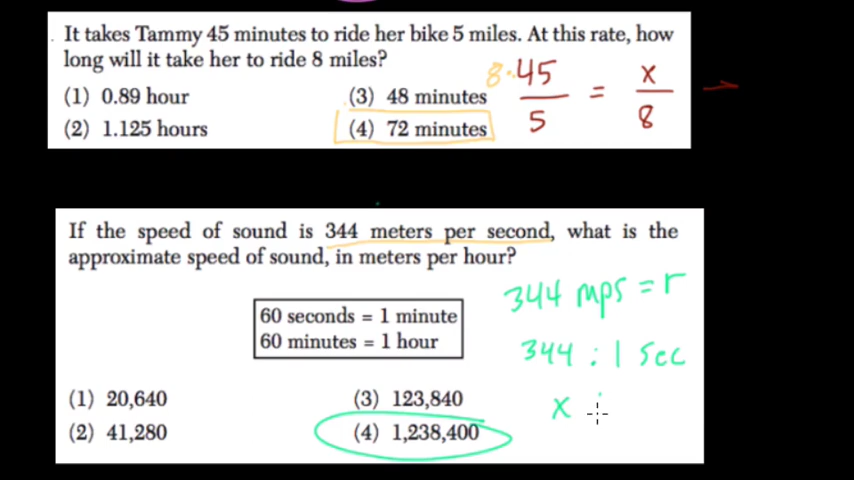 It takes Tammy 45 minutes to ride her bike 5 miles. At this rate, how
long will it take her to ride 8 miles?
(1) 0.89 hour
(2) 1.125 hours
(3) 48 minutes
(4) 72 minutes
8·45 = x
5 8
If the speed of sound is 344 meters per second, what is the
approximate speed of sound, in meters per hour?
60 seconds = 1 minute
60 minutes = 1 hour
(1) 20,640
(2) 41,280
(3) 123,840
(4) 1,238,400
344 mps = r
344 : 1 sec
x :